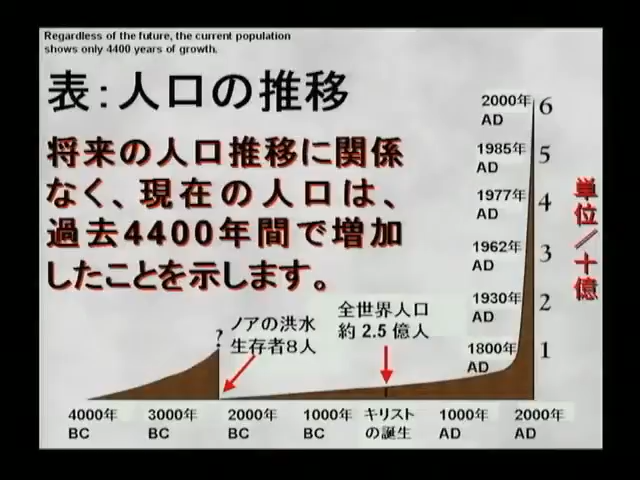 Regardless of the future, the current population
shows only 4400 years of growth.
表：人口の推移
将来の人口推移に関係
なく、現在の人口は、
過去4400年間で増加
したことを示します。
2000年 AD 6
1985年 AD 5
1977年 AD 4
1962年 AD 3
1930年 AD 2
1800年 AD 1
単位／十億
?
ノアの洪水
生存者8人
全世界人口
約 2.5 億人
4000年 BC
3000年 BC
2000年 BC
1000年 BC
キリスト
の誕生
1000年 AD
2000年 AD